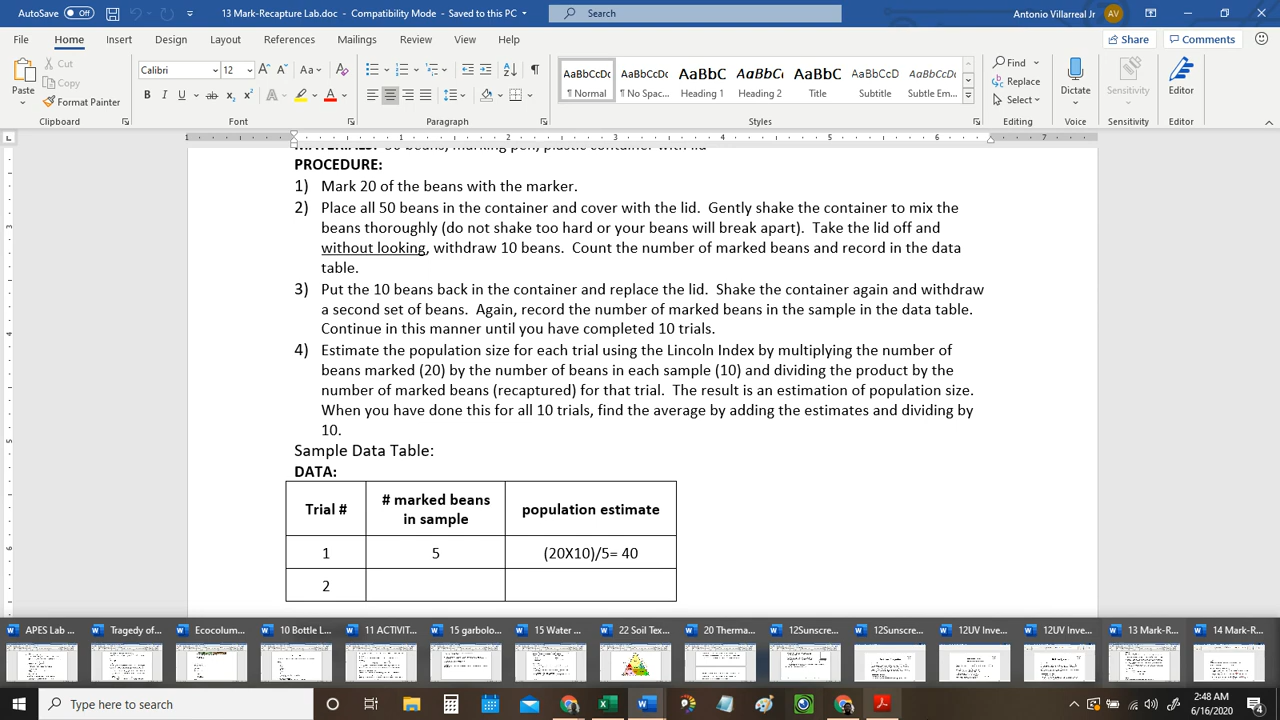 AutoSave Off 13 Mark-Recapture Lab.doc - Compatibility Mode - Saved to this PC Search Antonio Villarreal Jr AV
File Home Insert Design Layout References Mailings Review View Help Share Comments
Paste Cut Copy Format Painter
Calibri 12
AaBbCcDc AaBbCcDc AaBbC AaBbCc AaBbC AaBbCcD AaBbCcDc
¶ Normal ¶ No Spac... Heading 1 Heading 2 Title Subtitle Subtle Em...
Find Replace Select Dictate Sensitivity Editor
Clipboard Font Paragraph Styles Editing Voice Sensitivity Editor
PROCEDURE:
1) Mark 20 of the beans with the marker.
2) Place all 50 beans in the container and cover with the lid. Gently shake the container to mix the
beans thoroughly (do not shake too hard or your beans will break apart). Take the lid off and
without looking, withdraw 10 beans. Count the number of marked beans and record in the data
table.
3) Put the 10 beans back in the container and replace the lid. Shake the container again and withdraw
a second set of beans. Again, record the number of marked beans in the sample in the data table.
Continue in this manner until you have completed 10 trials.
4) Estimate the population size for each trial using the Lincoln Index by multiplying the number of
beans marked (20) by the number of beans in each sample (10) and dividing the product by the
number of marked beans (recaptured) for that trial. The result is an estimation of population size.
When you have done this for all 10 trials, find the average by adding the estimates and dividing by
10.
Sample Data Table:
DATA:
Trial # # marked beans in sample population estimate
1 5 (20X10)/5= 40
2
APES Lab ... Tragedy of... Ecocolum... 10 Bottle L... 11 ACTIVIT... 15 garbolo... 15 Water ... 22 Soil Tex... 20 Therma... 12Sunscre... 12Sunscre... 12UV Inve... 12UV Inve... 13 Mark-R... 14 Mark-R...
Type here to search
2:48 AM
6/16/2020